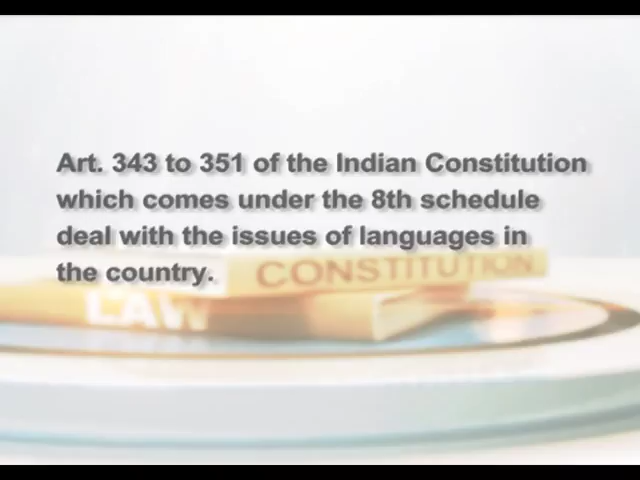 Art. 343 to 351 of the Indian Constitution
which comes under the 8th schedule
deal with the issues of languages in
the country.
CONSTITUTION
LAW